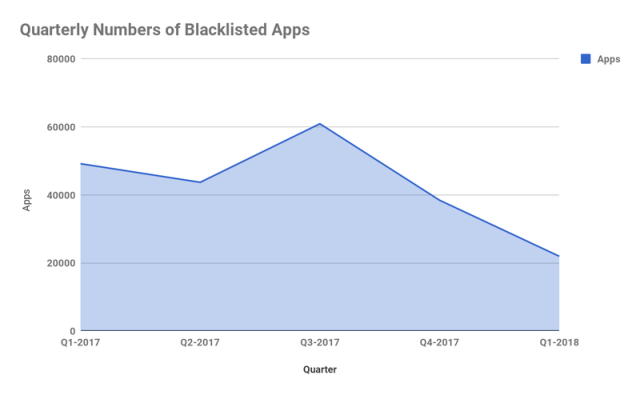 Quarterly Numbers of Blacklisted Apps
Apps
80000
60000
40000
20000
0
Apps
Q1-2017 Q2-2017 Q3-2017 Q4-2017 Q1-2018
Quarter